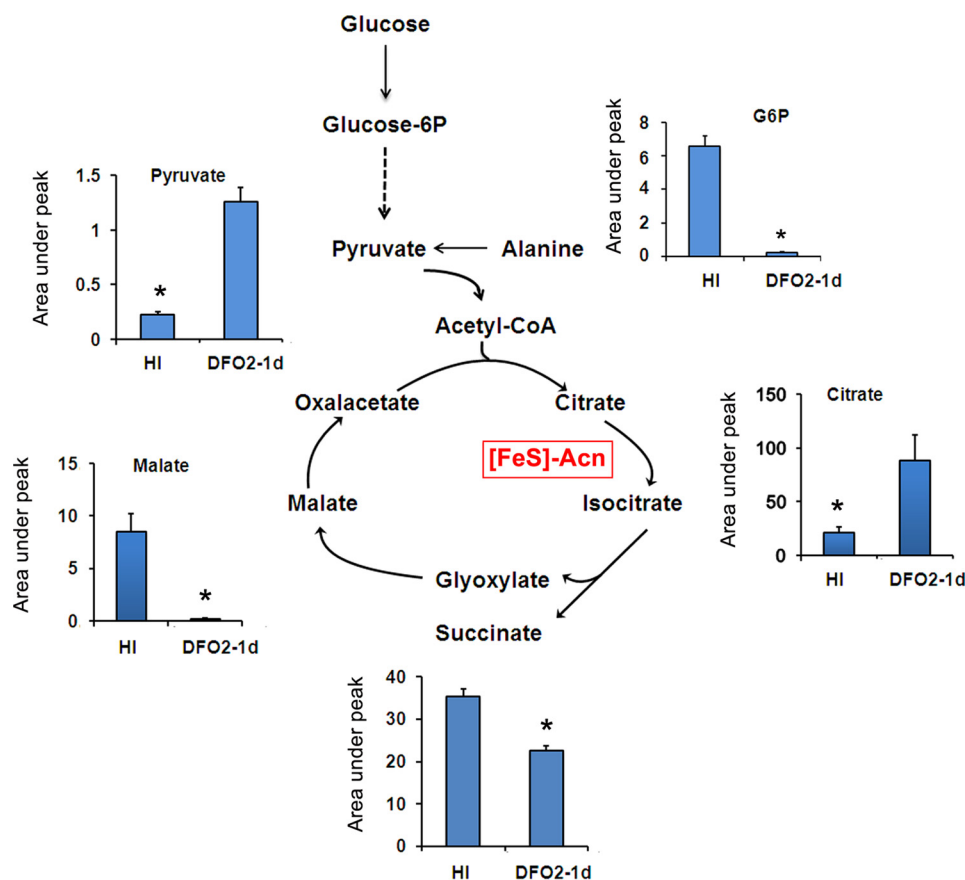 Glucose
Glucose-6P
Pyruvate
Alanine
Acetyl-CoA
Oxalacetate
Citrate
[FeS]-Acn
Malate
Isocitrate
Glyoxylate
Succinate
Pyruvate
Area under peak
1.5
1
0.5
0
*
HI
DFO2-1d
G6P
Area under peak
8
6
4
2
0
*
HI
DFO2-1d
Malate
Area under peak
15
10
5
0
*
HI
DFO2-1d
Citrate
Area under peak
150
100
50
0
*
HI
DFO2-1d
Area under peak
40
30
20
10
0
*
HI
DFO2-1d